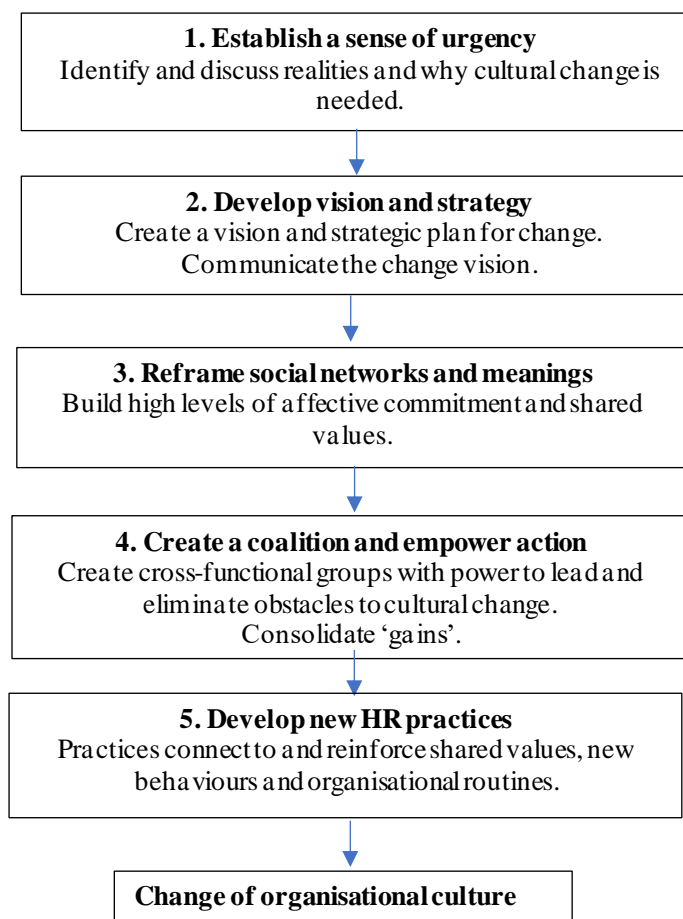 1. Establish a sense of urgency
Identify and discuss realities and why cultural change is
needed.
2. Develop vision and strategy
Create a vision and strategic plan for change.
Communicate the change vision.
3. Reframe social networks and meanings
Build high levels of affective commitment and shared
values.
4. Create a coalition and empower action
Create cross-functional groups with power to lead and
eliminate obstacles to cultural change.
Consolidate ‘gains’.
5. Develop new HR practices
Practices connect to and reinforce shared values, new
behaviours and organisational routines.
Change of organisational culture